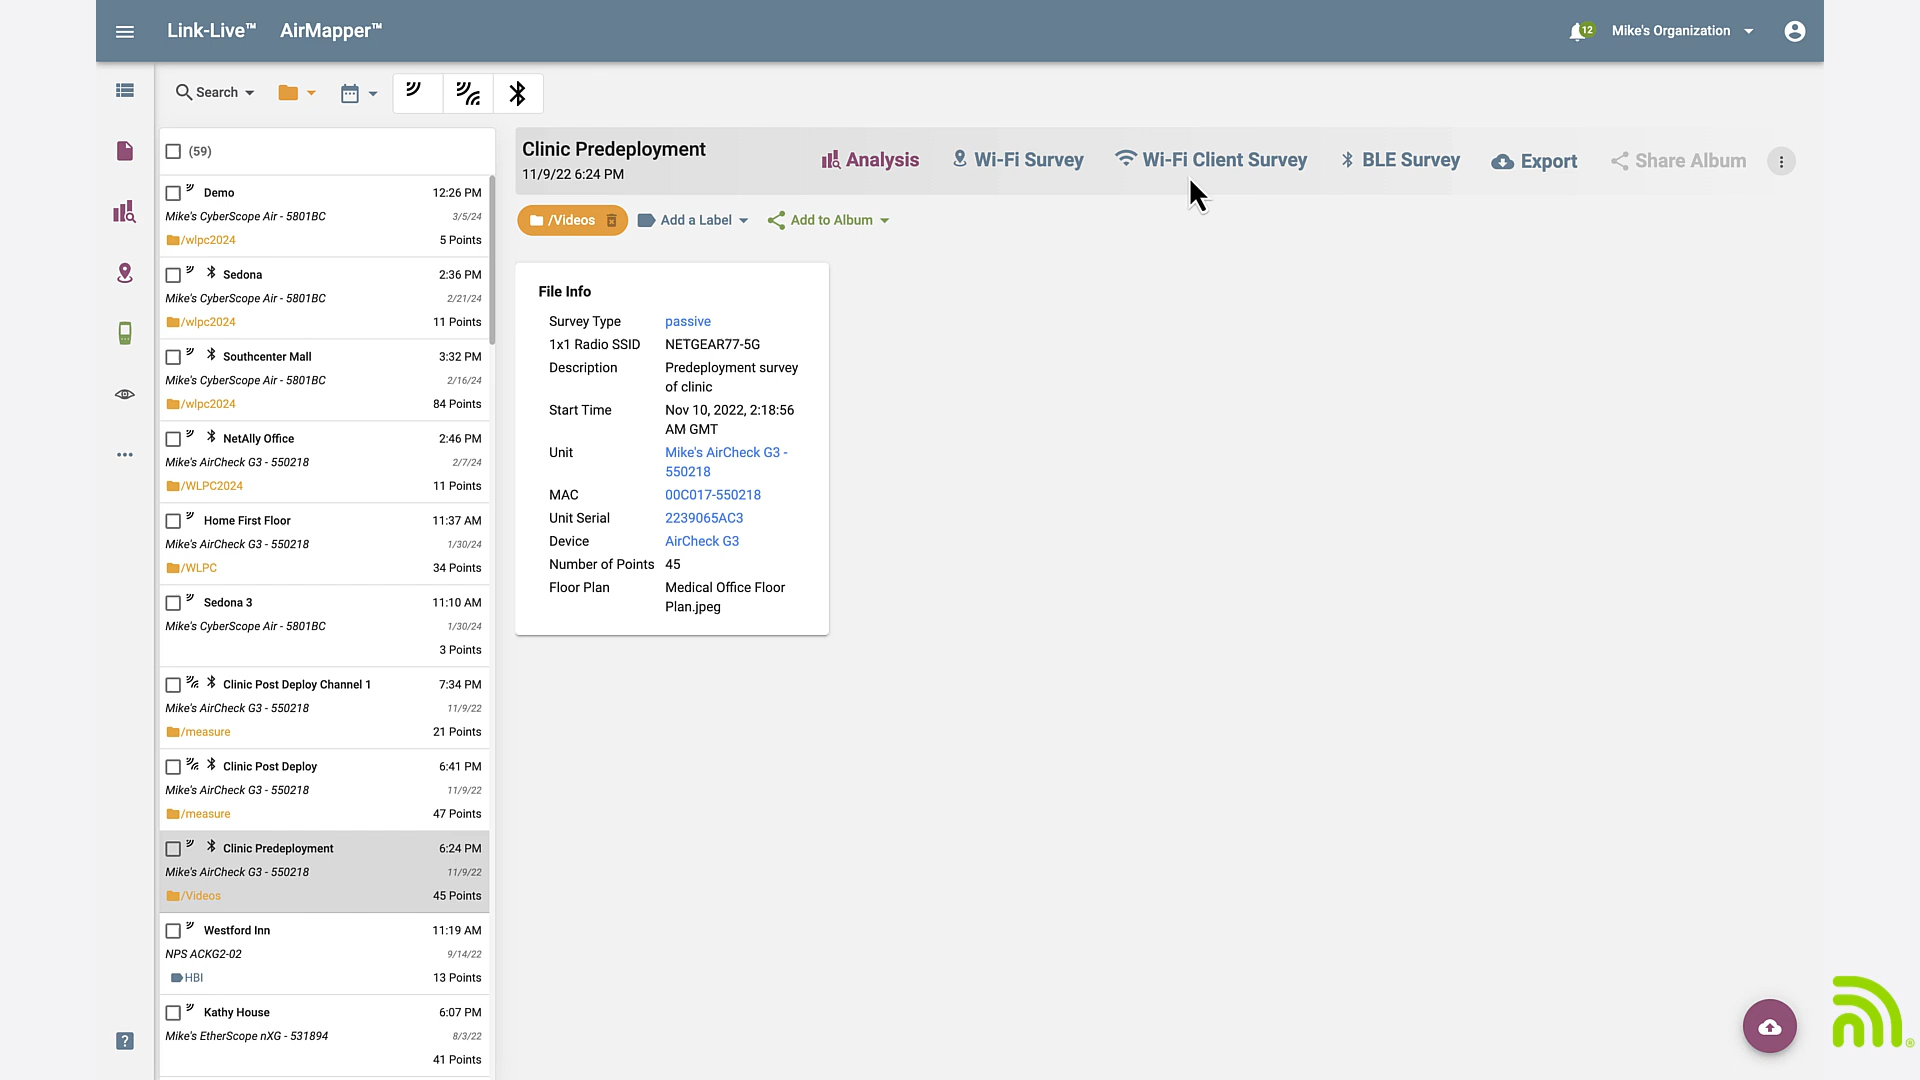 Link-Live™ AirMapper™
12 Mike's Organization
Search
(59)
Demo 12:26 PM
Mike's CyberScope Air - 5801BC 3/5/24
/wlpc2024 5 Points
Sedona 2:36 PM
Mike's CyberScope Air - 5801BC 2/21/24
/wlpc2024 11 Points
Southcenter Mall 3:32 PM
Mike's CyberScope Air - 5801BC 2/16/24
/wlpc2024 84 Points
NetAlly Office 2:46 PM
Mike's AirCheck G3 - 550218 2/7/24
/WLPC2024 11 Points
Home First Floor 11:37 AM
Mike's AirCheck G3 - 550218 1/30/24
/WLPC 34 Points
Sedona 3 11:10 AM
Mike's CyberScope Air - 5801BC 1/30/24
3 Points
Clinic Post Deploy Channel 1 7:34 PM
Mike's AirCheck G3 - 550218 11/9/22
/measure 21 Points
Clinic Post Deploy 6:41 PM
Mike's AirCheck G3 - 550218 11/9/22
/measure 47 Points
Clinic Predeployment 6:24 PM
Mike's AirCheck G3 - 550218 11/9/22
/Videos 45 Points
Westford Inn 11:19 AM
NPS ACKG2-02 9/14/22
HBI 13 Points
Kathy House 6:07 PM
Mike's EtherScope nXG - 531894 8/3/22
41 Points
Clinic Predeployment
11/9/22 6:24 PM
Analysis Wi-Fi Survey Wi-Fi Client Survey BLE Survey Export Share Album
/Videos Add a Label Add to Album
File Info
Survey Type passive
1x1 Radio SSID NETGEAR77-5G
Description Predeployment survey
of clinic
Start Time Nov 10, 2022, 2:18:56
AM GMT
Unit Mike's AirCheck G3 -
550218
MAC 00C017-550218
Unit Serial 2239065AC3
Device AirCheck G3
Number of Points 45
Floor Plan Medical Office Floor
Plan.jpeg
?
®